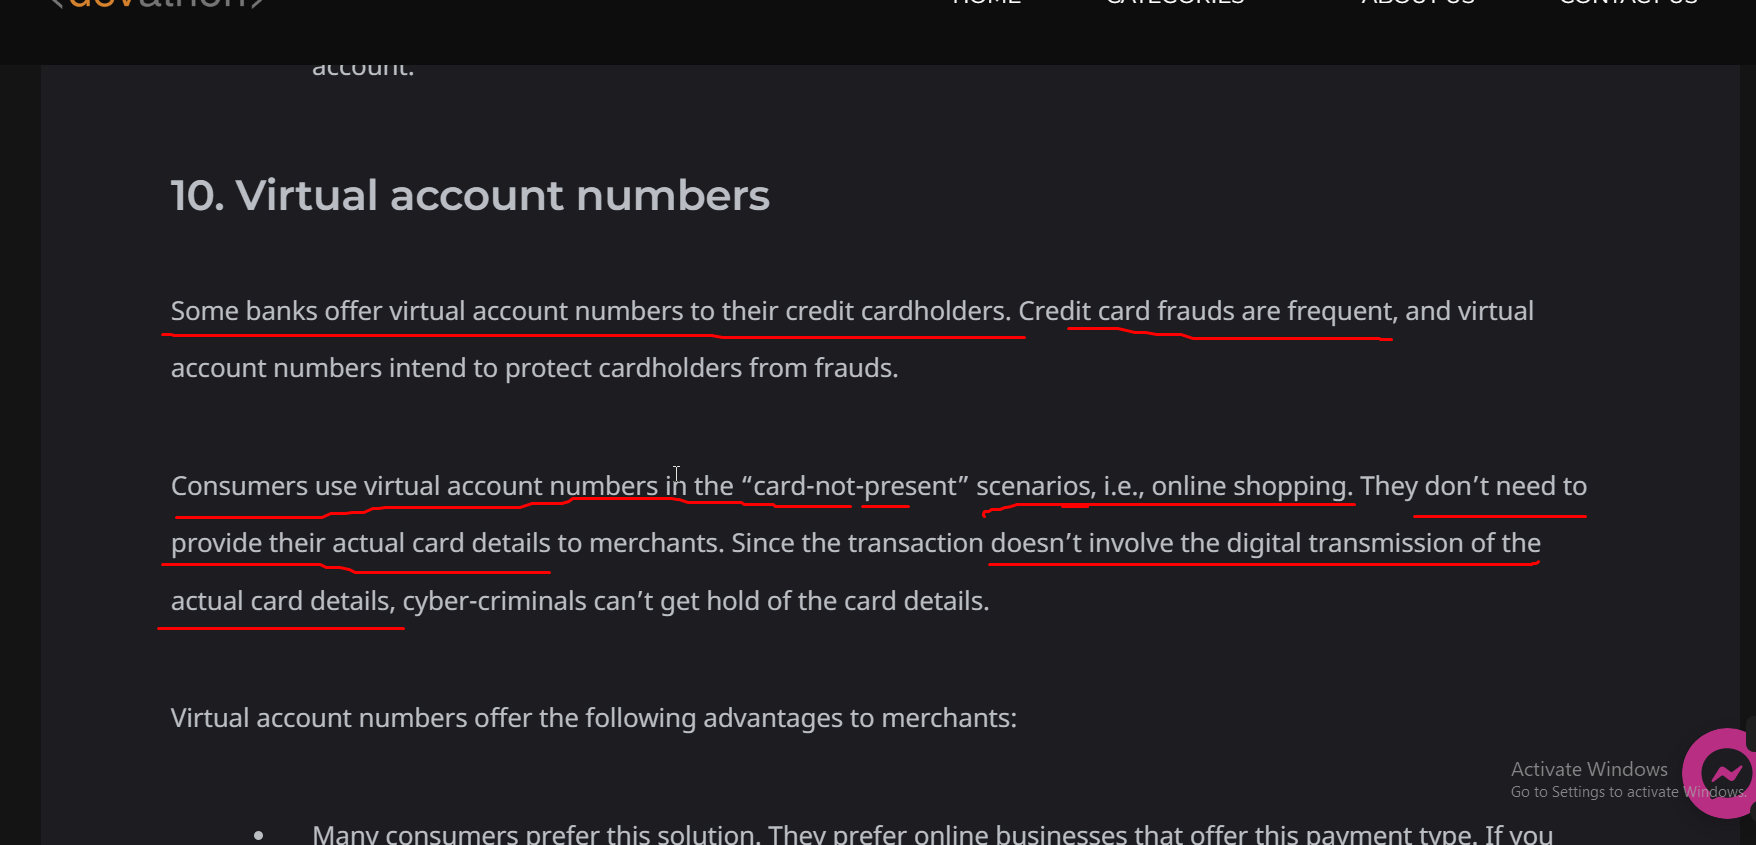 <devathon>
HOME CATEGORIES ABOUT US CONTACT US
account.
10. Virtual account numbers
Some banks offer virtual account numbers to their credit cardholders. Credit card frauds are frequent, and virtual
account numbers intend to protect cardholders from frauds.
Consumers use virtual account numbers in the “card-not-present” scenarios, i.e., online shopping. They don’t need to
provide their actual card details to merchants. Since the transaction doesn’t involve the digital transmission of the
actual card details, cyber-criminals can’t get hold of the card details.
Virtual account numbers offer the following advantages to merchants:
Activate Windows
Go to Settings to activate Windows.
• Many consumers prefer this solution. They prefer online businesses that offer this payment type. If you